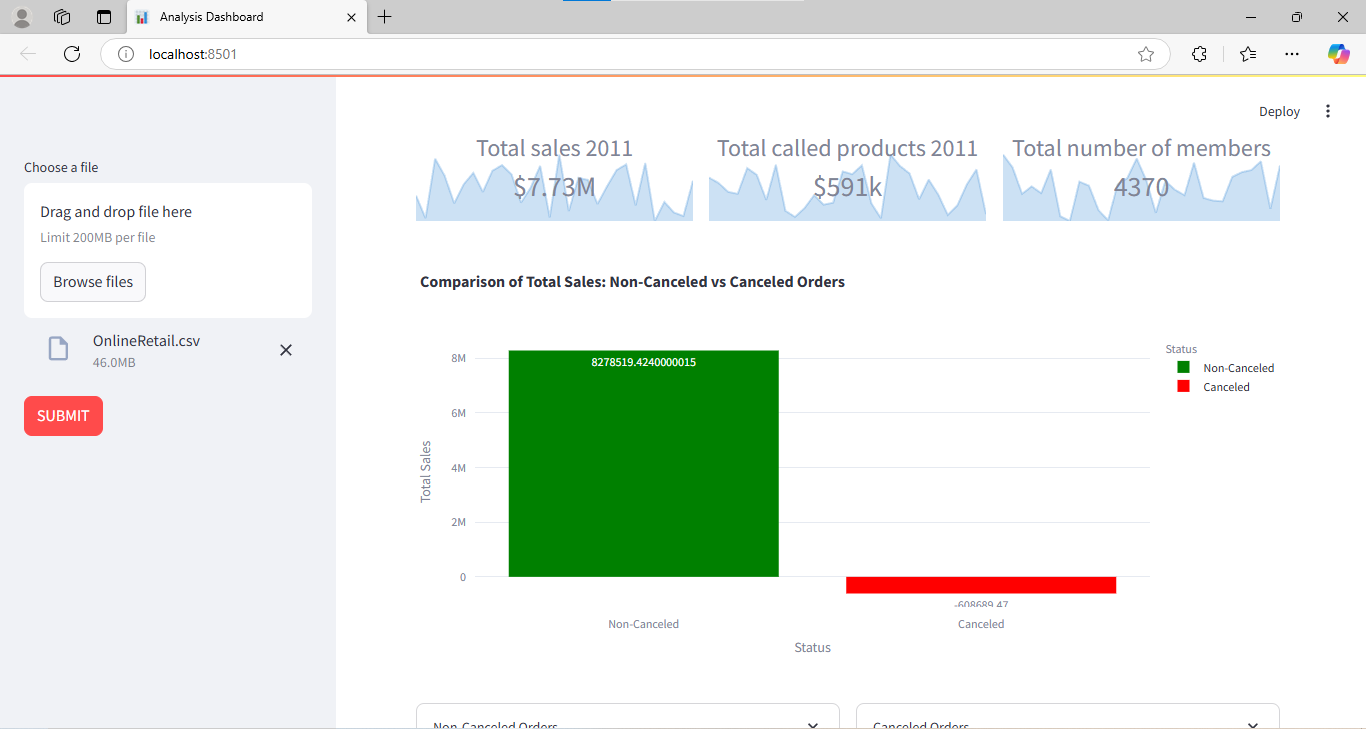 Analysis Dashboard
localhost:8501
Deploy
Choose a file
Drag and drop file here
Limit 200MB per file
Browse files
OnlineRetail.csv
46.0MB
SUBMIT
Total sales 2011
$7.73M
Total called products 2011
$591k
Total number of members
4370
Comparison of Total Sales: Non-Canceled vs Canceled Orders
Total Sales
8M
6M
4M
2M
0
8278519.4240000015
-608689.47
Non-Canceled
Canceled
Status
Status
Non-Canceled
Canceled
Non-Canceled Orders
Canceled Orders